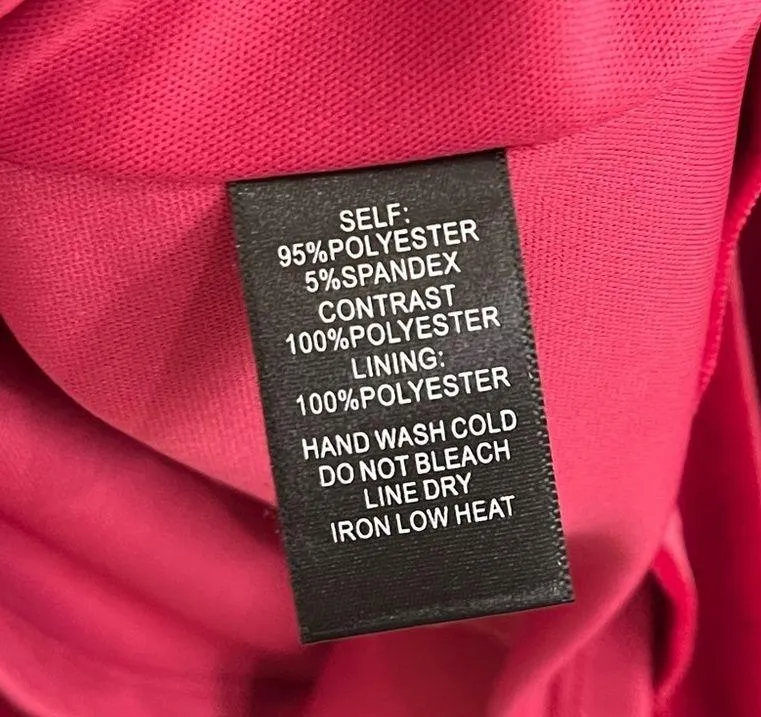 SELF:
95%POLYESTER
5%SPANDEX
CONTRAST
100%POLYESTER
LINING:
100%POLYESTER
HAND WASH COLD
DO NOT BLEACH
LINE DRY
IRON LOW HEAT